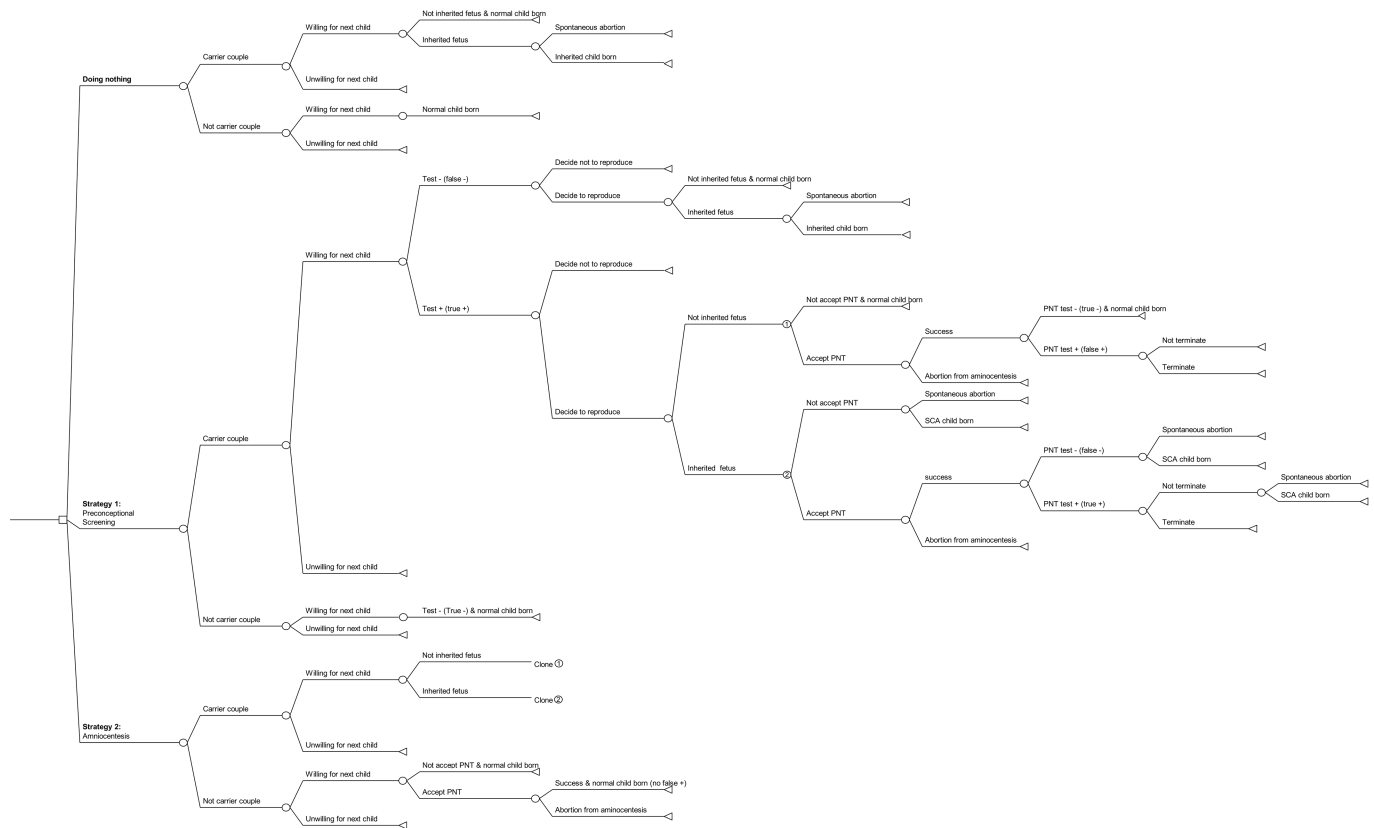 Not inherited fetus & normal child born
Willing for next child
Spontaneous abortion
Inherited fetus
Carrier couple
Inherited child born
Doing nothing
Unwilling for next child
Willing for next child
Normal child born
Not carrier couple
Unwilling for next child
Decide not to reproduce
Test - (false -)
Not inherited fetus & normal child born
Decide to reproduce
Spontaneous abortion
Inherited fetus
Inherited child born
Willing for next child
Decide not to reproduce
Test + (true +)
Not accept PNT & normal child born
Not inherited fetus
①
PNT test - (true -) & normal child born
Success
Not terminate
PNT test + (false +)
Accept PNT
Terminate
Abortion from aminocentesis
Decide to reproduce
Spontaneous abortion
Not accept PNT
SCA child born
Carrier couple
Spontaneous abortion
PNT test - (false -)
SCA child born
Inherited fetus
②
success
Spontaneous abortion
Not terminate
SCA child born
PNT test + (true +)
Accept PNT
Terminate
Abortion from aminocentesis
Strategy 1:
Preconceptional
Screening
Unwilling for next child
Willing for next child
Test - (True -) & normal child born
Not carrier couple
Unwilling for next child
Not inherited fetus
Clone ①
Willing for next child
Inherited fetus
Clone ②
Carrier couple
Strategy 2:
Amniocentesis
Unwilling for next child
Not accept PNT & normal child born
Willing for next child
Success & normal child born (no false +)
Accept PNT
Not carrier couple
Abortion from aminocentesis
Unwilling for next child